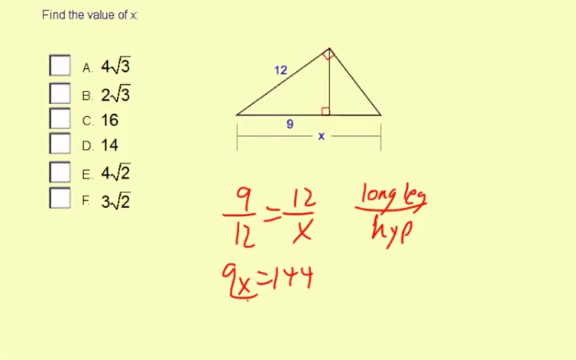 Find the value of x:
A. 4√3
B. 2√3
C. 16
D. 14
E. 4√2
F. 3√2
12
9
x
9/12 = 12/x
long leg/hyp
9x = 144